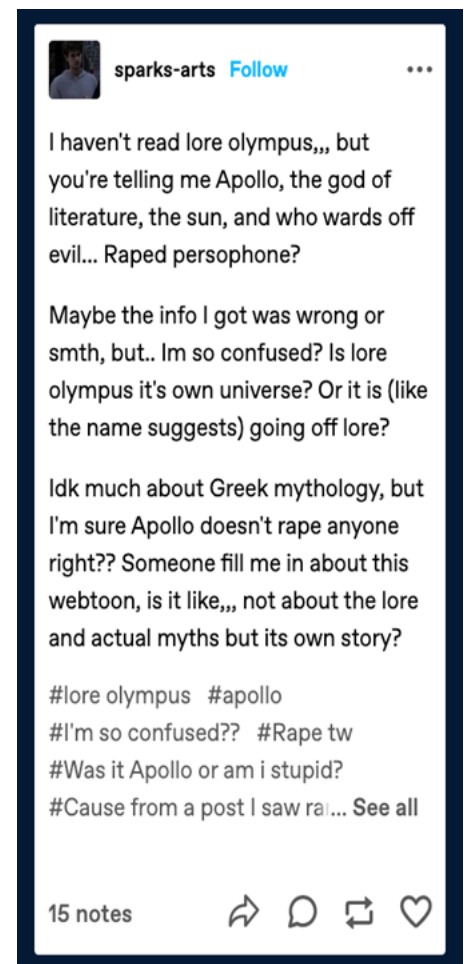 sparks-arts Follow
I haven't read lore olympus,,, but
you're telling me Apollo, the god of
literature, the sun, and who wards off
evil... Raped persophone?
Maybe the info I got was wrong or
smth, but.. Im so confused? Is lore
olympus it's own universe? Or it is (like
the name suggests) going off lore?
Idk much about Greek mythology, but
I'm sure Apollo doesn't rape anyone
right?? Someone fill me in about this
webtoon, is it like,,, not about the lore
and actual myths but its own story?
#lore olympus #apollo
#I'm so confused?? #Rape tw
#Was it Apollo or am i stupid?
#Cause from a post I saw ra... See all
15 notes